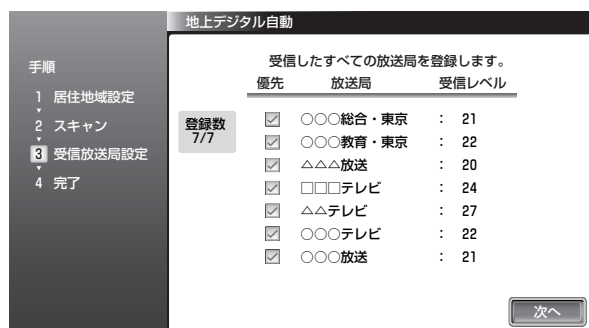 地上デジタル自動
手順
1 居住地域設定
2 スキャン
3 受信放送局設定
4 完了
受信したすべての放送局を登録します。
優先 放送局 受信レベル
登録数
7/7
○○○総合・東京 : 21
○○○教育・東京 : 22
△△△放送 : 20
□□□テレビ : 24
△△テレビ : 27
○○○テレビ : 22
○○○放送 : 21
次へ